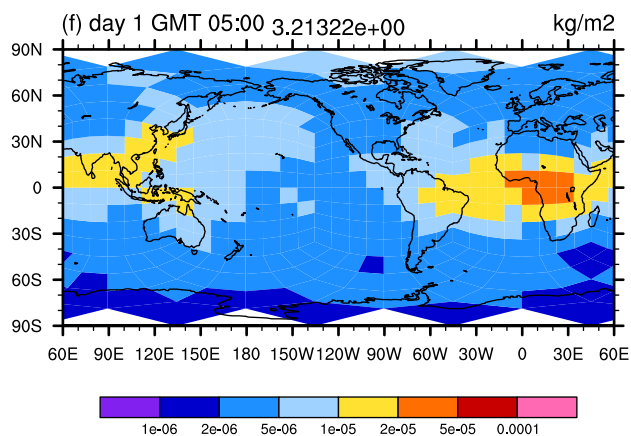 (f) day 1 GMT 05:00 3.21322e+00 kg/m2
90N
60N
30N
0
30S
60S
90S
60E 90E 120E 150E 180 150W 120W 90W 60W 30W 0 30E 60E
1e-06 2e-06 5e-06 1e-05 2e-05 5e-05 0.0001